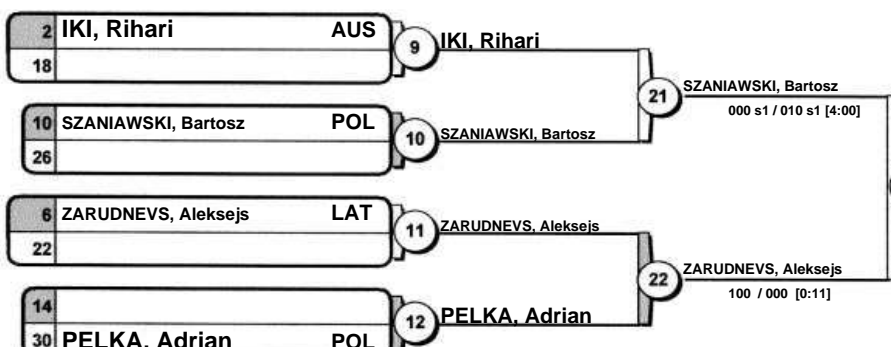 2 IKI, Rihari AUS
18
9 IKI, Rihari
21 SZANIAWSKI, Bartosz
000 s1 / 010 s1 [4:00]
10 SZANIAWSKI, Bartosz POL
26
10 SZANIAWSKI, Bartosz
6 ZARUDNEVS, Aleksejs LAT
22
11 ZARUDNEVS, Aleksejs
22 ZARUDNEVS, Aleksejs
100 / 000 [0:11]
14
30 PELKA, Adrian POL
12 PELKA, Adrian